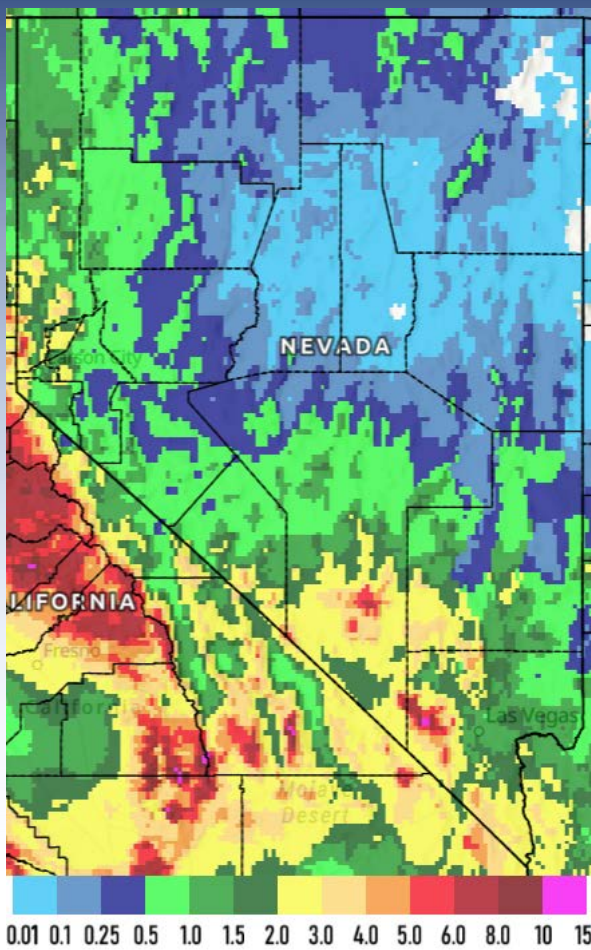 Carson City
NEVADA
LIFORNIA
Fresno
California
Las Vegas
Mojave
Desert
0.01 0.1 0.25 0.5 1.0 1.5 2.0 3.0 4.0 5.0 6.0 8.0 10 15